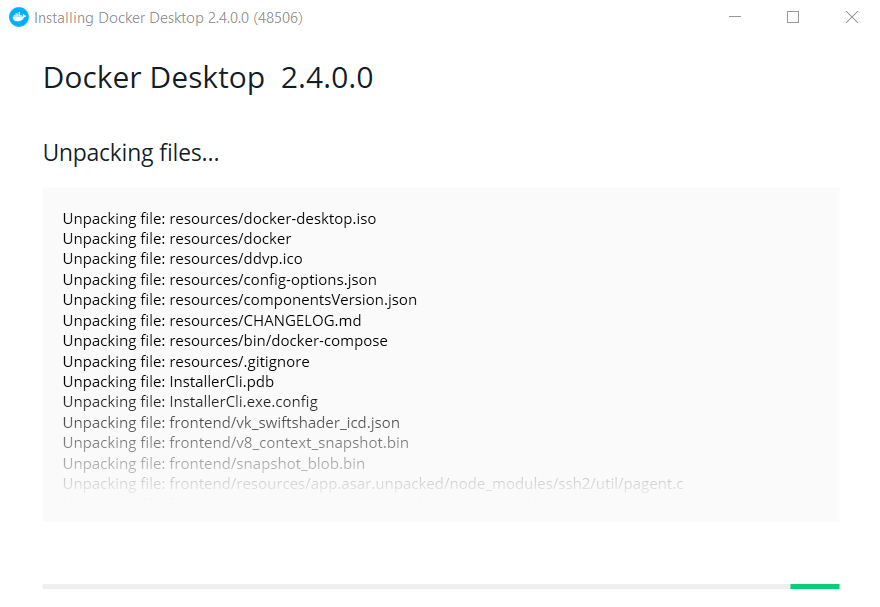 Installing Docker Desktop 2.4.0.0 (48506)
Docker Desktop 2.4.0.0
Unpacking files...
Unpacking file: resources/docker-desktop.iso
Unpacking file: resources/docker
Unpacking file: resources/ddvp.ico
Unpacking file: resources/config-options.json
Unpacking file: resources/componentsVersion.json
Unpacking file: resources/CHANGELOG.md
Unpacking file: resources/bin/docker-compose
Unpacking file: resources/.gitignore
Unpacking file: InstallerCli.pdb
Unpacking file: InstallerCli.exe.config
Unpacking file: frontend/vk_swiftshader_icd.json
Unpacking file: frontend/v8_context_snapshot.bin
Unpacking file: frontend/snapshot_blob.bin
Unpacking file: frontend/resources/app.asar.unpacked/node_modules/ssh2/util/pagent.c